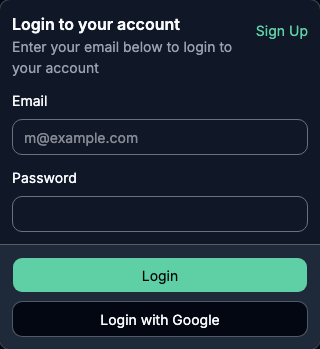 Login to your account
Sign Up
Enter your email below to login to
your account
Email
m@example.com
Password
Login
Login with Google